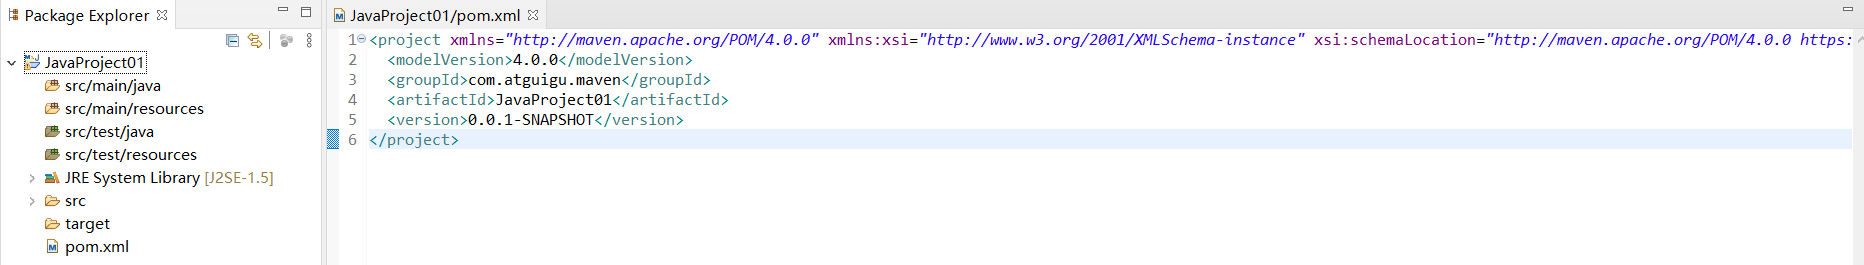 Package Explorer
JavaProject01
src/main/java
src/main/resources
src/test/java
src/test/resources
JRE System Library [J2SE-1.5]
src
target
pom.xml
JavaProject01/pom.xml
1 <project xmlns="http://maven.apache.org/POM/4.0.0" xmlns:xsi="http://www.w3.org/2001/XMLSchema-instance" xsi:schemaLocation="http://maven.apache.org/POM/4.0.0 https:
2 <modelVersion>4.0.0</modelVersion>
3 <groupId>com.atguigu.maven</groupId>
4 <artifactId>JavaProject01</artifactId>
5 <version>0.0.1-SNAPSHOT</version>
6 </project>